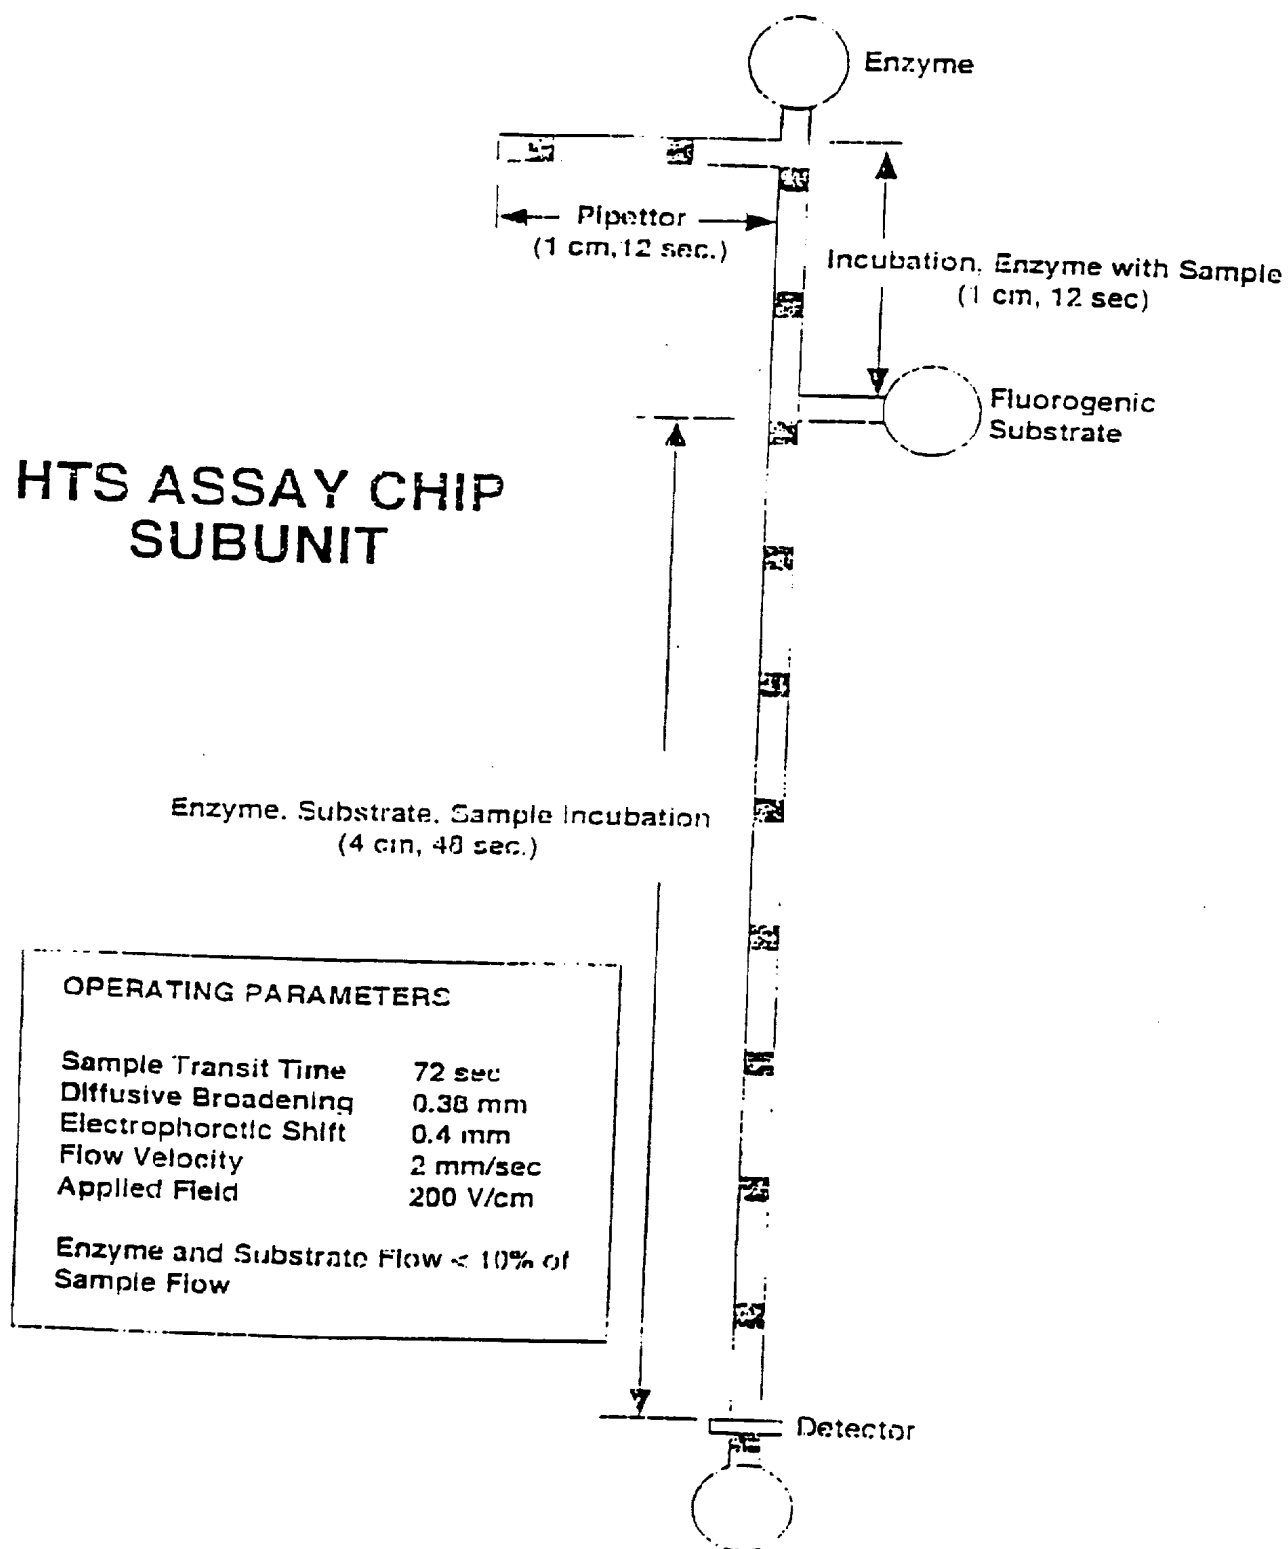 Enzyme
Pipettor
(1 cm, 12 sec.)
Incubation, Enzyme with Sample
(1 cm, 12 sec)
Fluorogenic
Substrate
HTS ASSAY CHIP
SUBUNIT
Enzyme. Substrate. Sample Incubation
(4 cm, 48 sec.)
OPERATING PARAMETERS
Sample Transit Time 72 sec
Diffusive Broadening 0.38 mm
Electrophoretic Shift 0.4 mm
Flow Velocity 2 mm/sec
Applied Field 200 V/cm
Enzyme and Substrate Flow < 10% of
Sample Flow
Detector